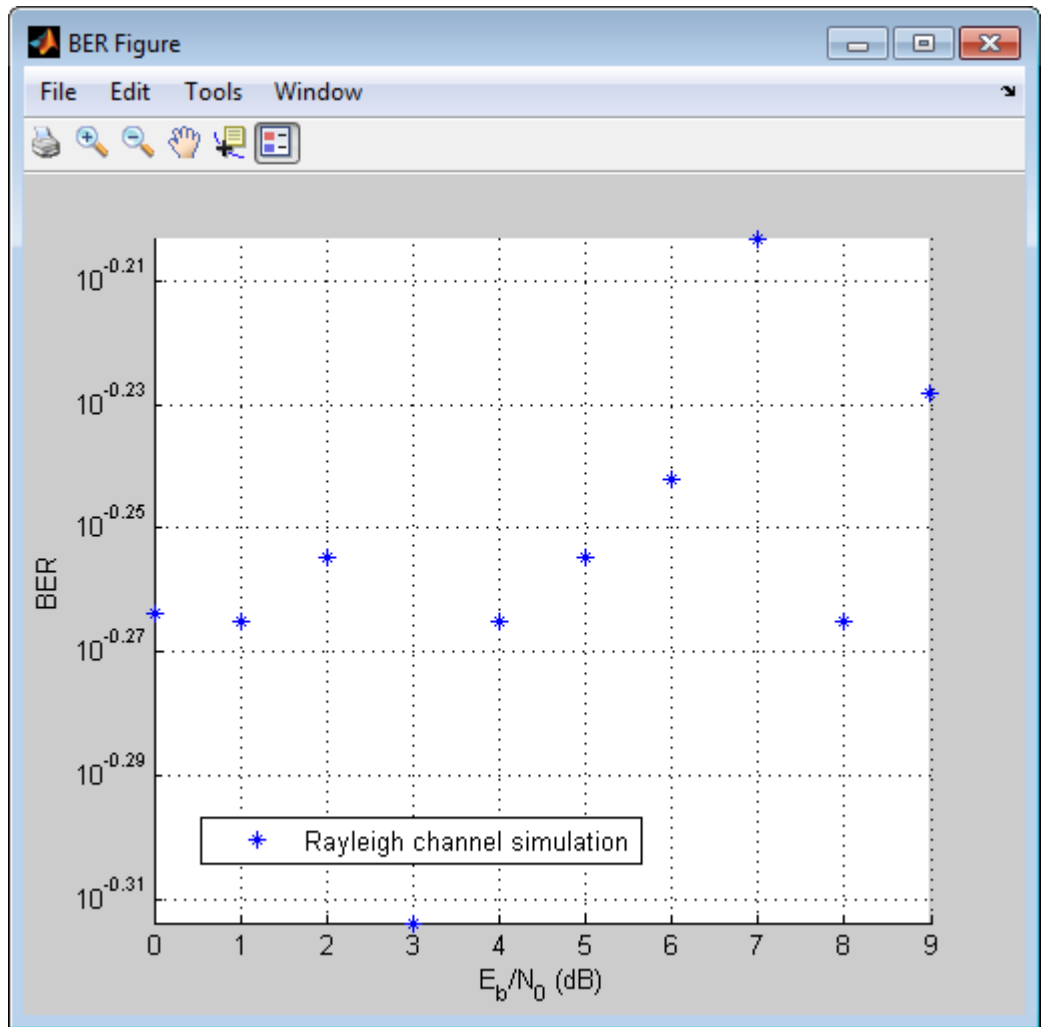 BER Figure
File Edit Tools Window
10^-0.21
10^-0.23
10^-0.25
10^-0.27
10^-0.29
10^-0.31
BER
Rayleigh channel simulation
0 1 2 3 4 5 6 7 8 9
E_b/N_0 (dB)